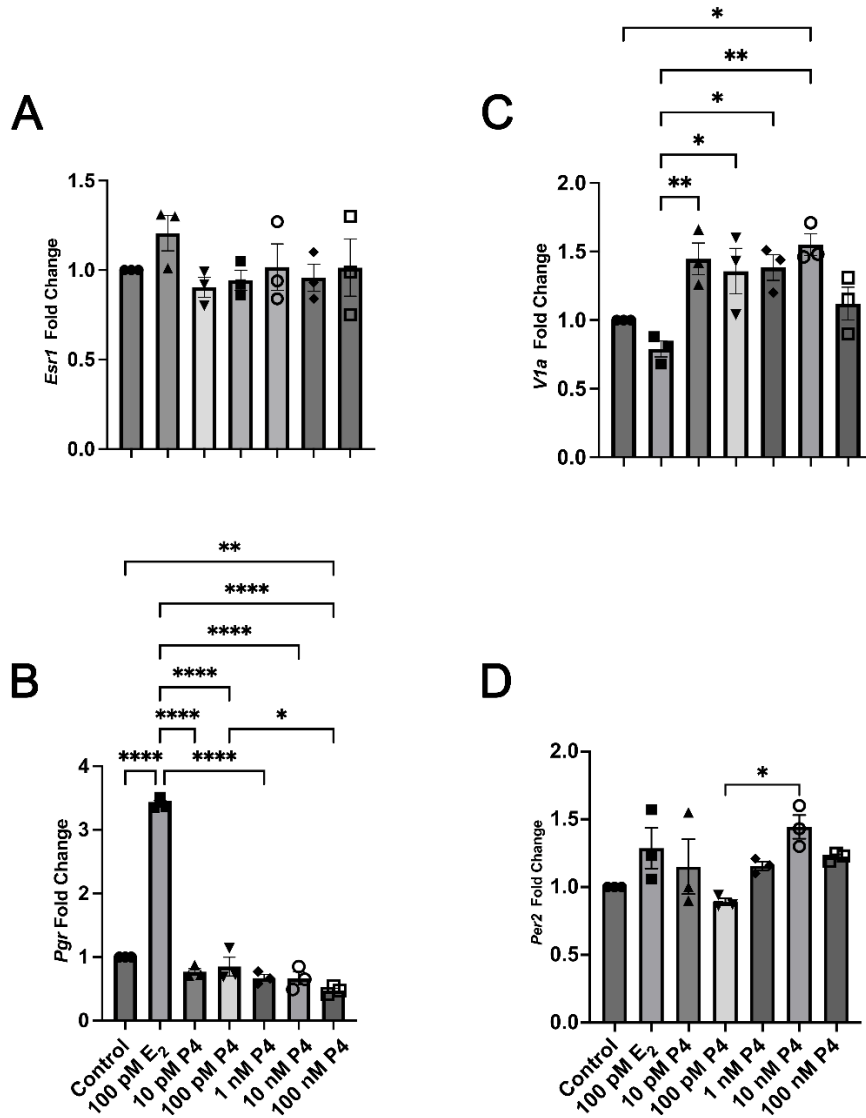 A
Esr1 Fold Change
1.5
1.0
0.5
0.0
C
*
**
*
*
**
V1a Fold Change
2.0
1.5
1.0
0.5
0.0
B
**
****
****
****
****
*
****
****
Pgr Fold Change
4
3
2
1
0
Control
100 pM E₂
10 pM P4
100 pM P4
1 nM P4
10 nM P4
100 nM P4
D
*
Per2 Fold Change
2.0
1.5
1.0
0.5
0.0
Control
100 pM E₂
10 pM P4
100 pM P4
1 nM P4
10 nM P4
100 nM P4